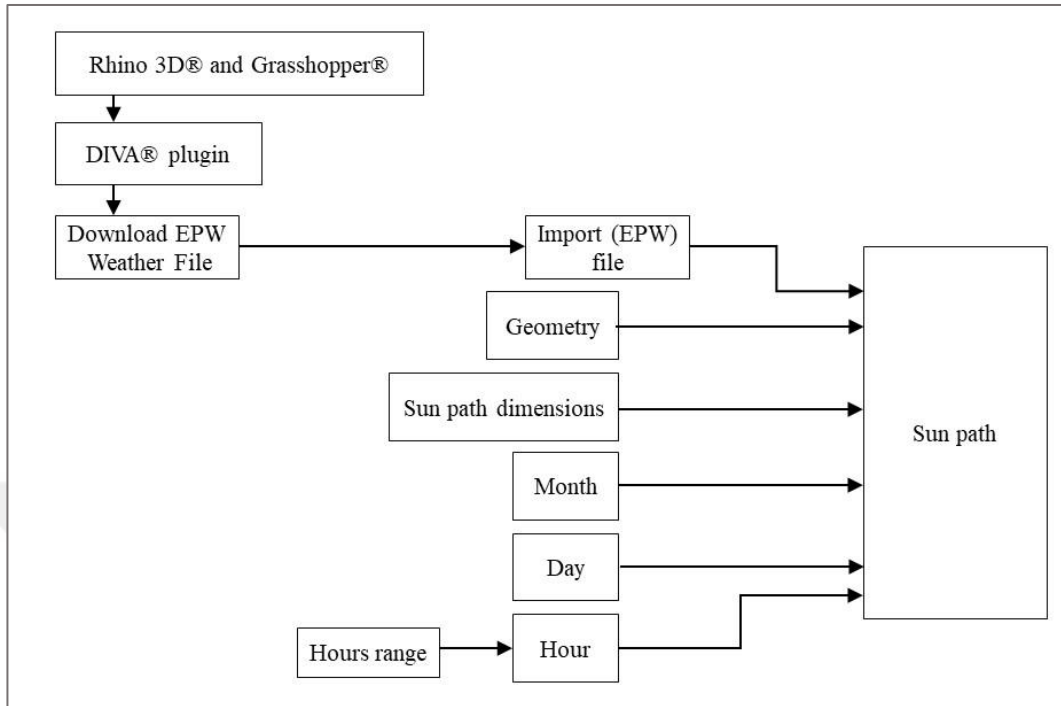 Rhino 3D® and Grasshopper®
DIVA® plugin
Download EPW
Weather File
Import (EPW)
file
Geometry
Sun path dimensions
Sun path
Month
Day
Hours range
Hour